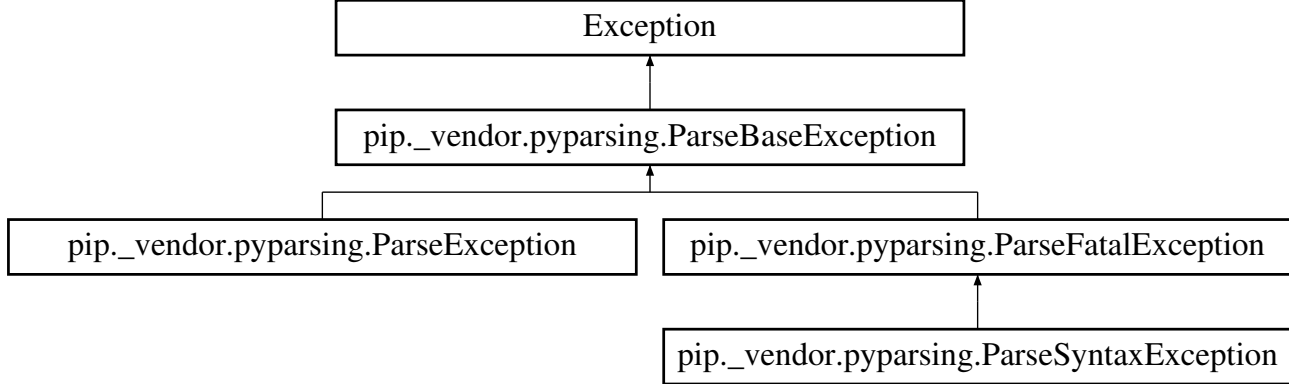 Exception
pip._vendor.pyparsing.ParseBaseException
pip._vendor.pyparsing.ParseException
pip._vendor.pyparsing.ParseFatalException
pip._vendor.pyparsing.ParseSyntaxException